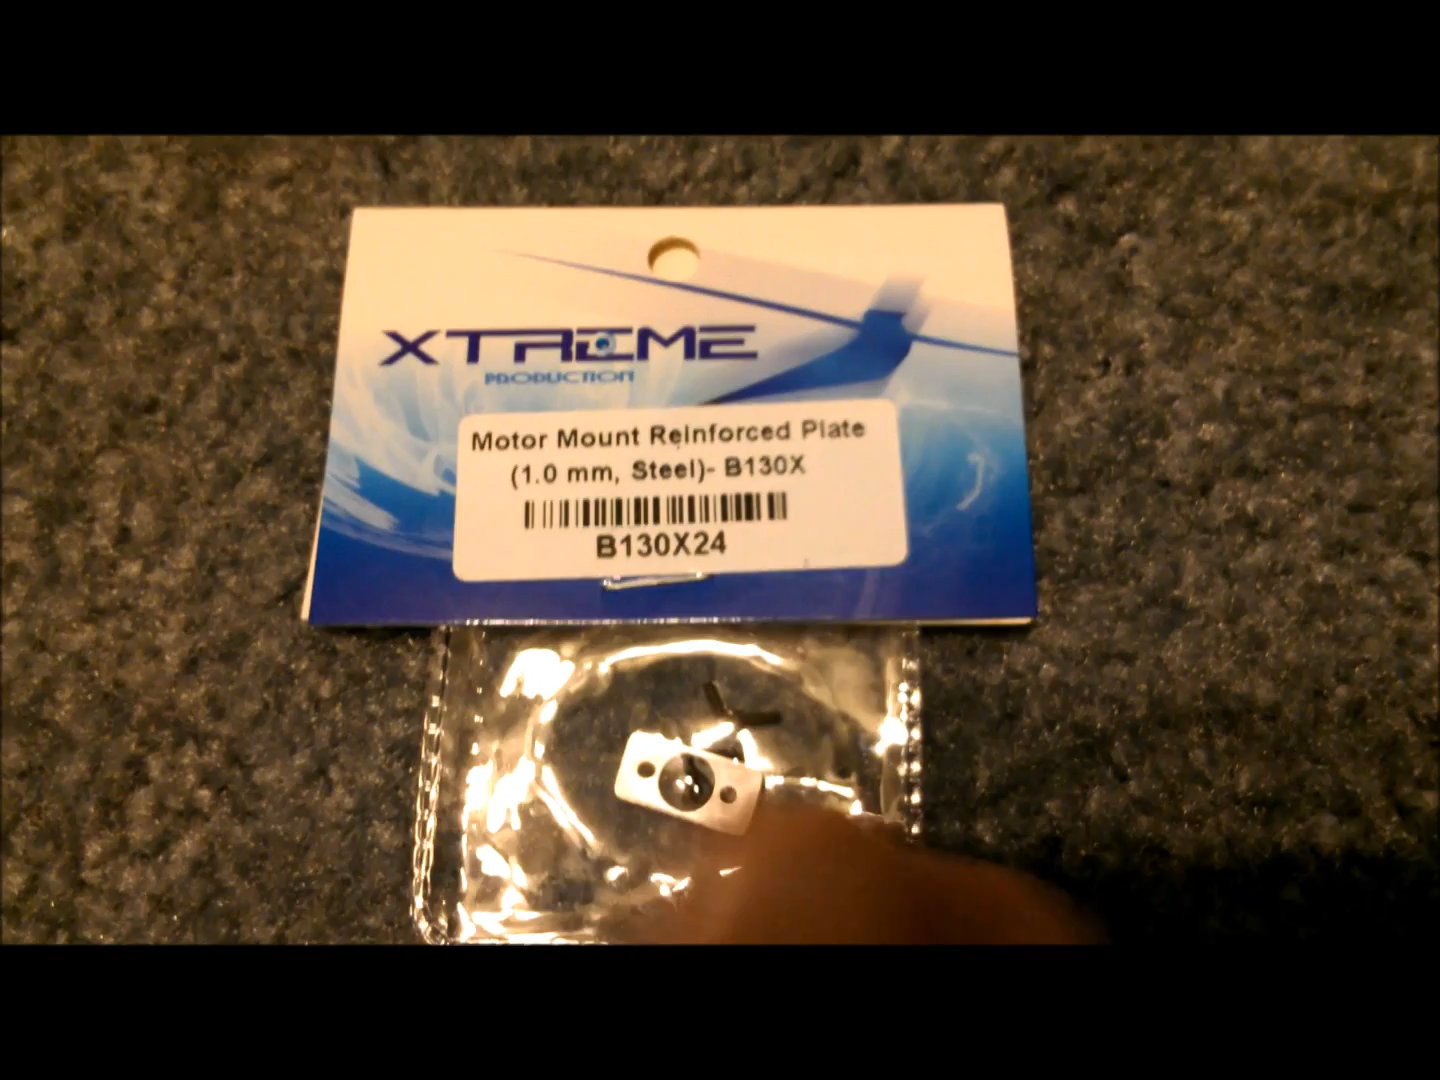 XTREME
PRODUCTION
Motor Mount Reinforced Plate
(1.0 mm, Steel)- B130X
B130X24